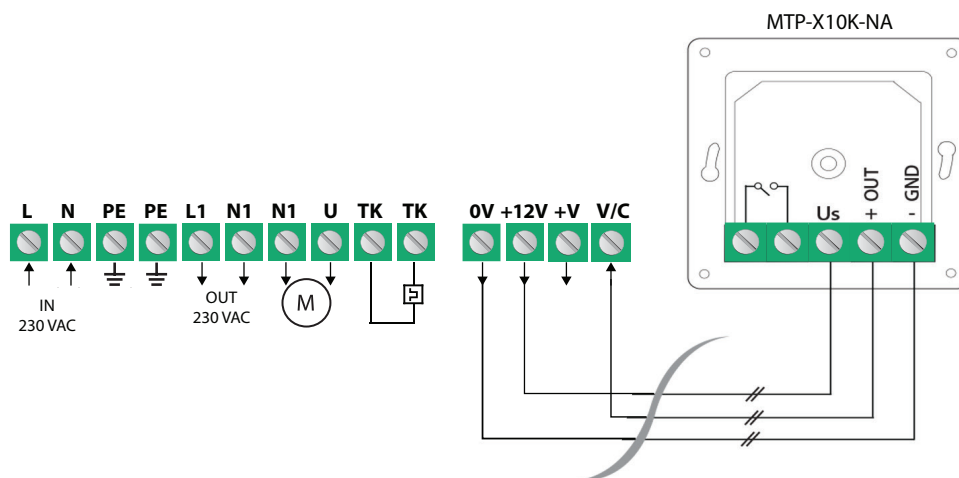 MTP-X10K-NA
L N PE PE L1 N1 N1 U TK TK
0V +12V +V V/C
Us
+ OUT
- GND
IN
230 VAC
OUT
230 VAC
M